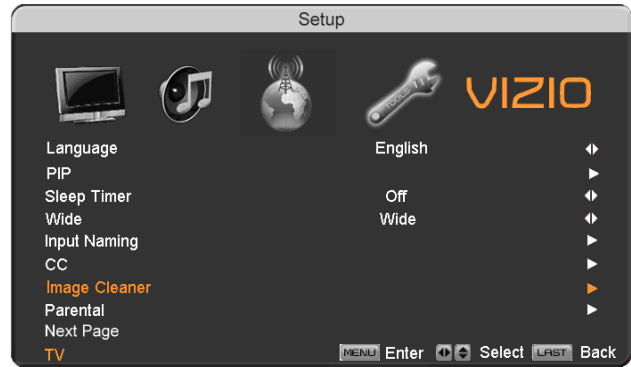 Setup
TOOLS VIZIO
Language English
PIP
Sleep Timer Off
Wide Wide
Input Naming
CC
Image Cleaner
Parental
Next Page
TV MENU Enter Select LAST Back